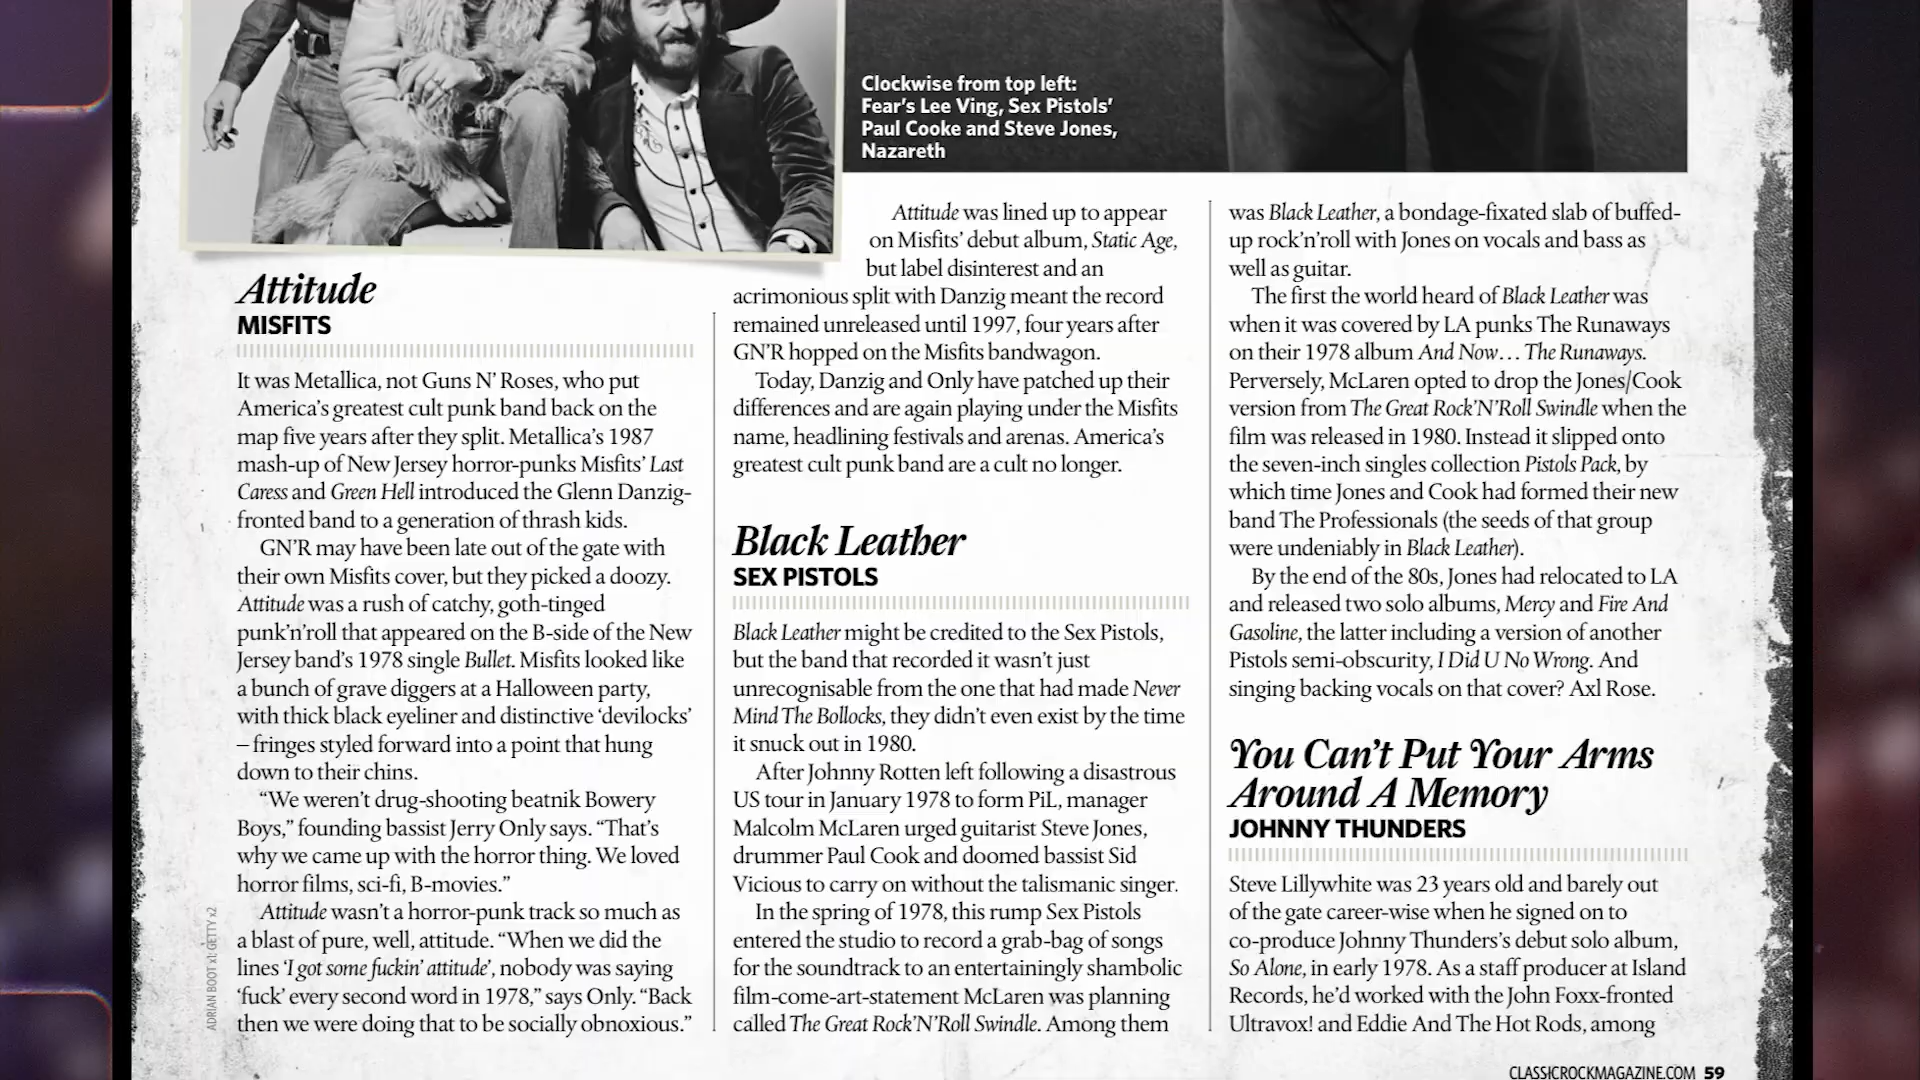 Clockwise from top left:
Fear's Lee Ving, Sex Pistols'
Paul Cooke and Steve Jones,
Nazareth
Attitude
MISFITS
It was Metallica, not Guns N' Roses, who put
America's greatest cult punk band back on the
map five years after they split. Metallica's 1987
mash-up of New Jersey horror-punks Misfits' Last
Caress and Green Hell introduced the Glenn Danzig-
fronted band to a generation of thrash kids.
GN'R may have been late out of the gate with
their own Misfits cover, but they picked a doozy.
Attitude was a rush of catchy, goth-tinged
punk'n'roll that appeared on the B-side of the New
Jersey band's 1978 single Bullet. Misfits looked like
a bunch of grave diggers at a Halloween party,
with thick black eyeliner and distinctive 'devilocks'
– fringes styled forward into a point that hung
down to their chins.
"We weren't drug-shooting beatnik Bowery
Boys," founding bassist Jerry Only says. "That's
why we came up with the horror thing. We loved
horror films, sci-fi, B-movies."
Attitude wasn't a horror-punk track so much as
a blast of pure, well, attitude. "When we did the
lines 'I got some fuckin' attitude', nobody was saying
'fuck' every second word in 1978," says Only. "Back
then we were doing that to be socially obnoxious."
Attitude was lined up to appear
on Misfits' debut album, Static Age,
but label disinterest and an
acrimonious split with Danzig meant the record
remained unreleased until 1997, four years after
GN'R hopped on the Misfits bandwagon.
Today, Danzig and Only have patched up their
differences and are again playing under the Misfits
name, headlining festivals and arenas. America's
greatest cult punk band are a cult no longer.
Black Leather
SEX PISTOLS
Black Leather might be credited to the Sex Pistols,
but the band that recorded it wasn't just
unrecognisable from the one that had made Never
Mind The Bollocks, they didn't even exist by the time
it snuck out in 1980.
After Johnny Rotten left following a disastrous
US tour in January 1978 to form PiL, manager
Malcolm McLaren urged guitarist Steve Jones,
drummer Paul Cook and doomed bassist Sid
Vicious to carry on without the talismanic singer.
In the spring of 1978, this rump Sex Pistols
entered the studio to record a grab-bag of songs
for the soundtrack to an entertainingly shambolic
film-come-art-statement McLaren was planning
called The Great Rock'N'Roll Swindle. Among them
was Black Leather, a bondage-fixated slab of buffed-
up rock'n'roll with Jones on vocals and bass as
well as guitar.
The first the world heard of Black Leather was
when it was covered by LA punks The Runaways
on their 1978 album And Now… The Runaways.
Perversely, McLaren opted to drop the Jones/Cook
version from The Great Rock'N'Roll Swindle when the
film was released in 1980. Instead it slipped onto
the seven-inch singles collection Pistols Pack, by
which time Jones and Cook had formed their new
band The Professionals (the seeds of that group
were undeniably in Black Leather).
By the end of the 80s, Jones had relocated to LA
and released two solo albums, Mercy and Fire And
Gasoline, the latter including a version of another
Pistols semi-obscurity, I Did U No Wrong. And
singing backing vocals on that cover? Axl Rose.
You Can't Put Your Arms
Around A Memory
JOHNNY THUNDERS
Steve Lillywhite was 23 years old and barely out
of the gate career-wise when he signed on to
co-produce Johnny Thunders's debut solo album,
So Alone, in early 1978. As a staff producer at Island
Records, he'd worked with the John Foxx-fronted
Ultravox! and Eddie And The Hot Rods, among
ADRIAN BOOT x1; GETTY x2
CLASSICROCKMAGAZINE.COM 59